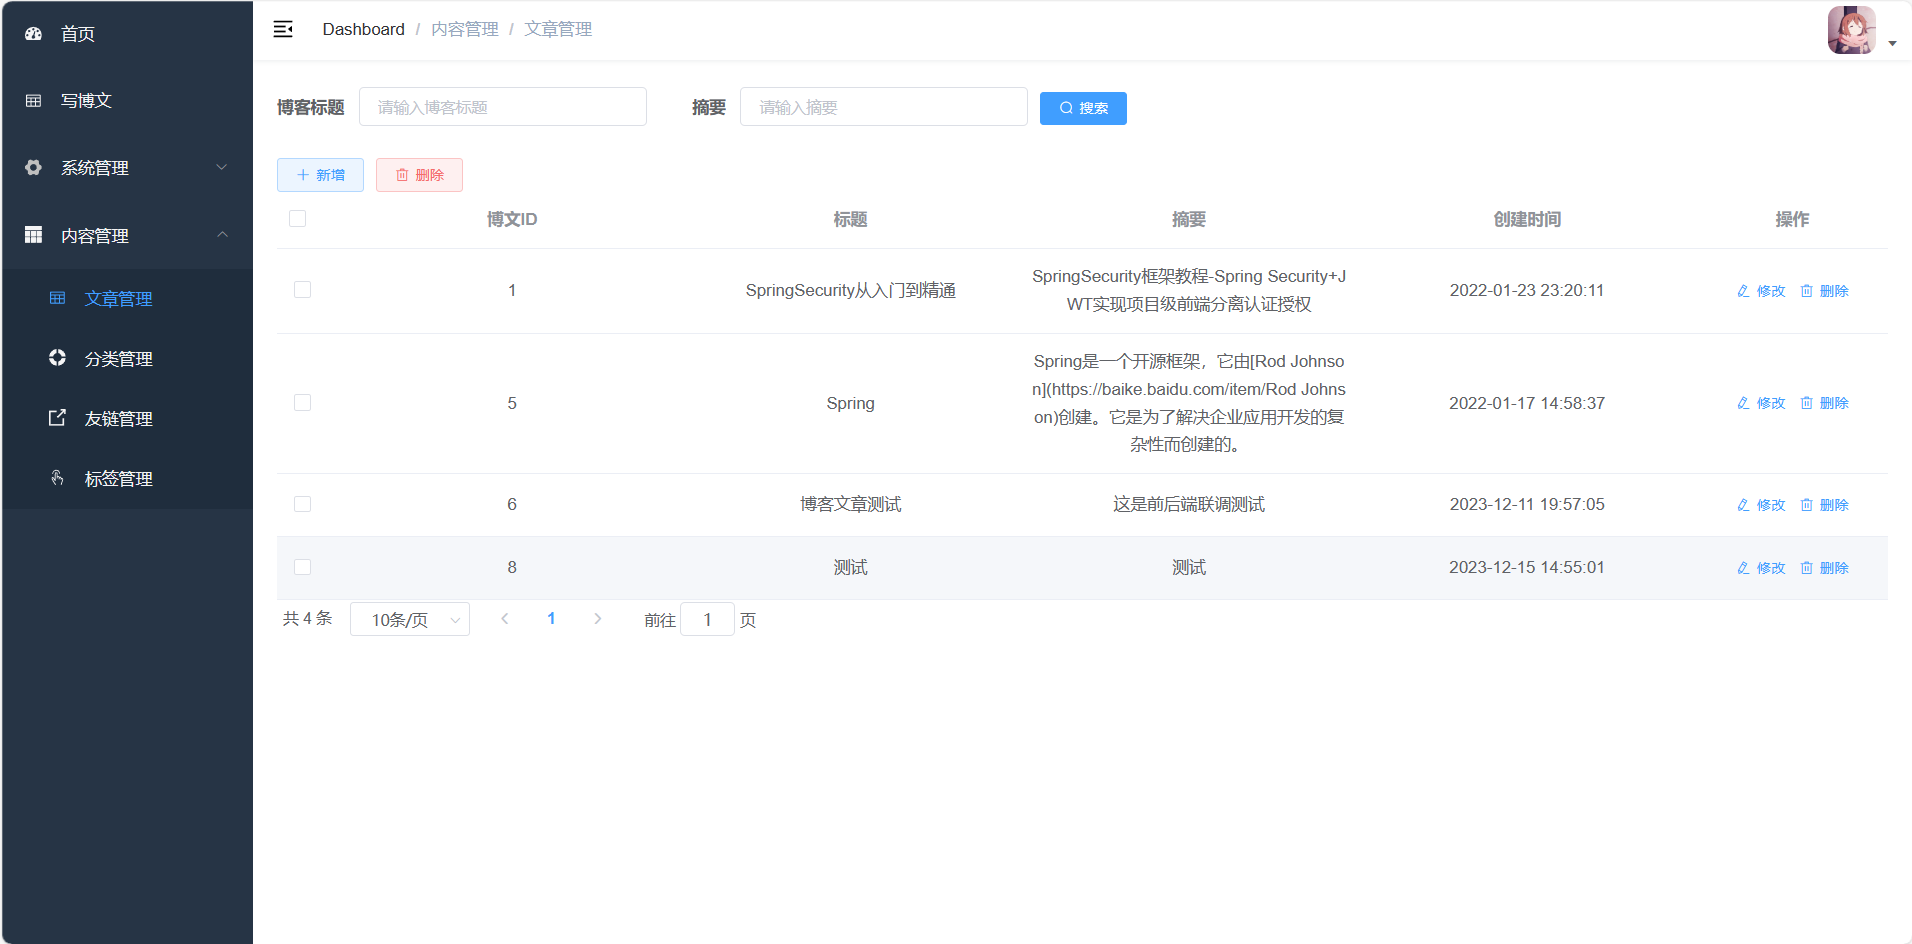 首页
写博文
系统管理
内容管理
文章管理
分类管理
友链管理
标签管理
Dashboard / 内容管理 / 文章管理
博客标题 请输入博客标题 摘要 请输入摘要 搜索
新增 删除
博文ID 标题 摘要 创建时间 操作
1 SpringSecurity从入门到精通 SpringSecurity框架教程-Spring Security+J
WT实现项目级前端分离认证授权 2022-01-23 23:20:11 修改 删除
Spring是一个开源框架，它由[Rod Johnso
n](https://baike.baidu.com/item/Rod Johns
5 Spring on)创建。它是为了解决企业应用开发的复 2022-01-17 14:58:37 修改 删除
杂性而创建的。
6 博客文章测试 这是前后端联调测试 2023-12-11 19:57:05 修改 删除
8 测试 测试 2023-12-15 14:55:01 修改 删除
共 4 条 10条/页 1 前往 1 页